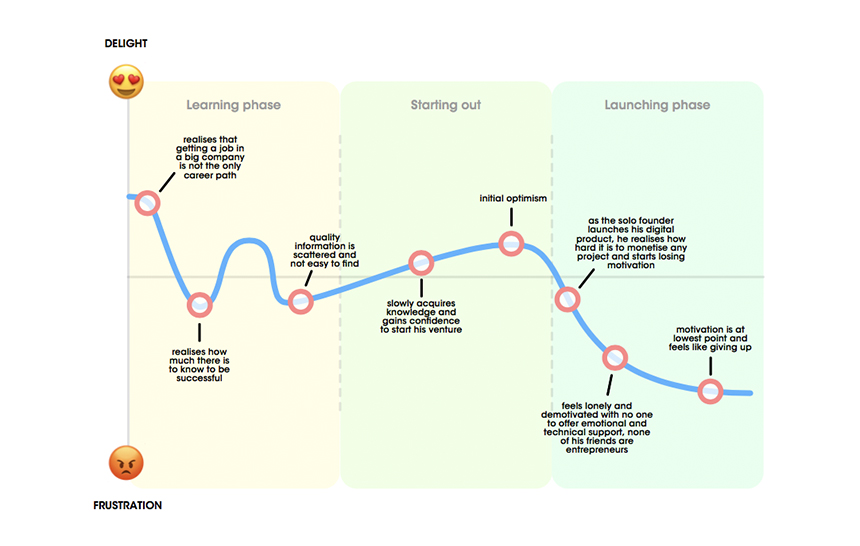 DELIGHT
Learning phase
Starting out
Launching phase
realises that
getting a job in
a big company
is not the only
career path
quality
information is
scattered and
not easy to find
realises how
much there is
to know to be
successful
slowly acquires
knowledge and
gains confidence
to start his venture
initial optimism
as the solo founder
launches his digital
product, he realises how
hard it is to monetise any
project and starts losing
motivation
feels lonely and
demotivated with no one
to offer emotional and
technical support, none
of his friends are
entrepreneurs
motivation is at
lowest point and
feels like giving up
FRUSTRATION